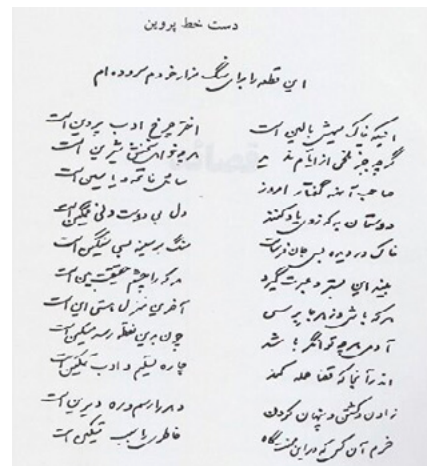 دست خط پروین
این قطعه را برای سنگ مزار خودم سروده ام
اینکه خاک سیهش بالین است اختر چرخ ادب پروین است
گرچه جز تلخی از ایام ندید هرچه خواهی سخنش شیرین است
صاحب آنهمه گفتار امروز سائل فاتحه و یاسین است
دوستان به که ز وی یاد کنند دل بی دوست دلی غمگین است
خاک در دیده بسی جان فرساست سنگ بر سینه بسی سنگین است
بیند این بستر و عبرت گیرد هر که را چشم حقیقت بین است
هر که باشی و ز هر جا برسی آخرین منزل هستی این است
آدمی هرچه توانگر باشد چون بدین نقطه رسد مسکین است
اندر آنجا که قضا حمله کند چاره تسلیم و ادب تمکین است
زادن و کشتن و پنهان کردن دهر را رسم و ره دیرین است
خرم آن کس که در این محنت گاه خاطری را سبب تسکین است